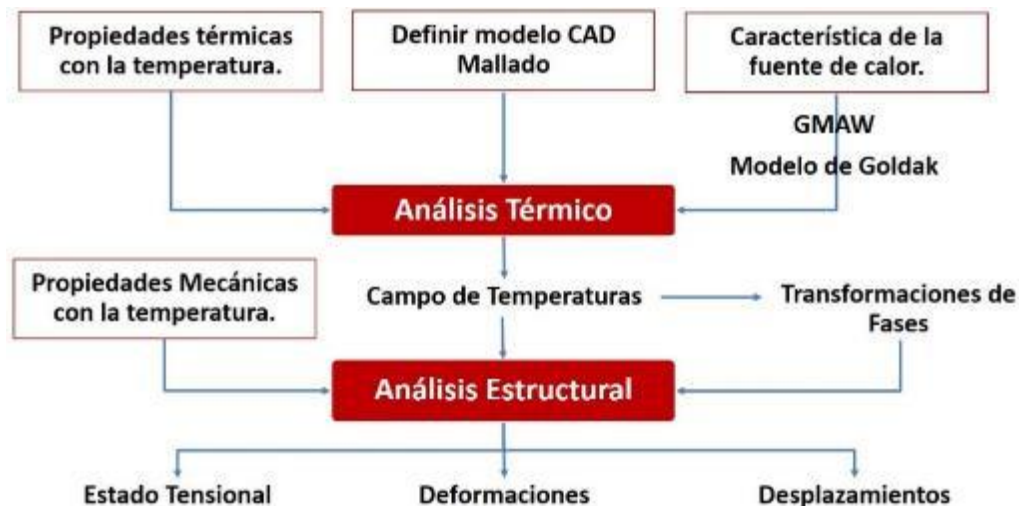 Propiedades térmicas
con la temperatura.
Definir modelo CAD
Mallado
Característica de la
fuente de calor.
GMAW
Modelo de Goldak
Análisis Térmico
Propiedades Mecánicas
con la temperatura.
Campo de Temperaturas
Transformaciones de
Fases
Análisis Estructural
Estado Tensional
Deformaciones
Desplazamientos